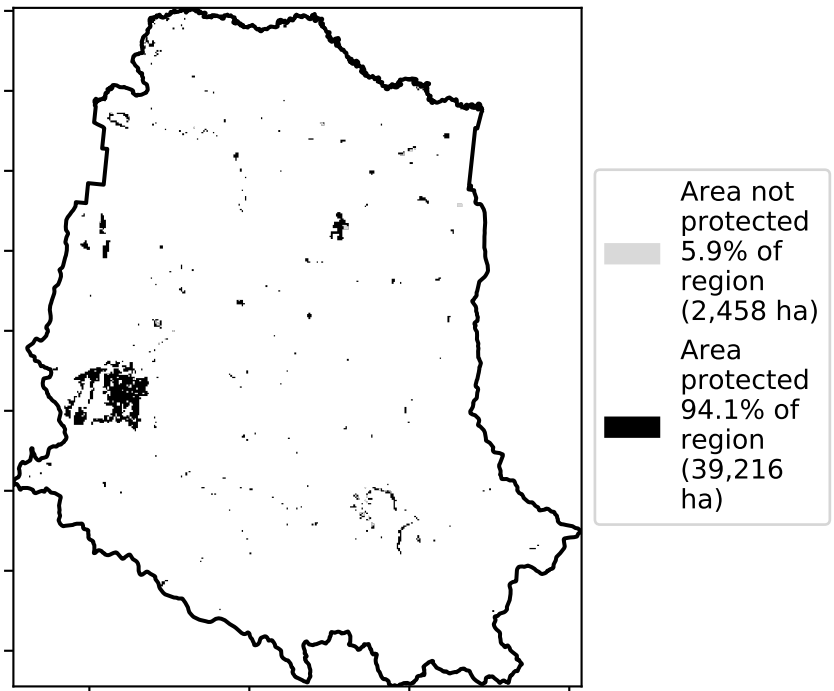 Area not
protected
5.9% of
region
(2,458 ha)
Area
protected
94.1% of
region
(39,216
ha)